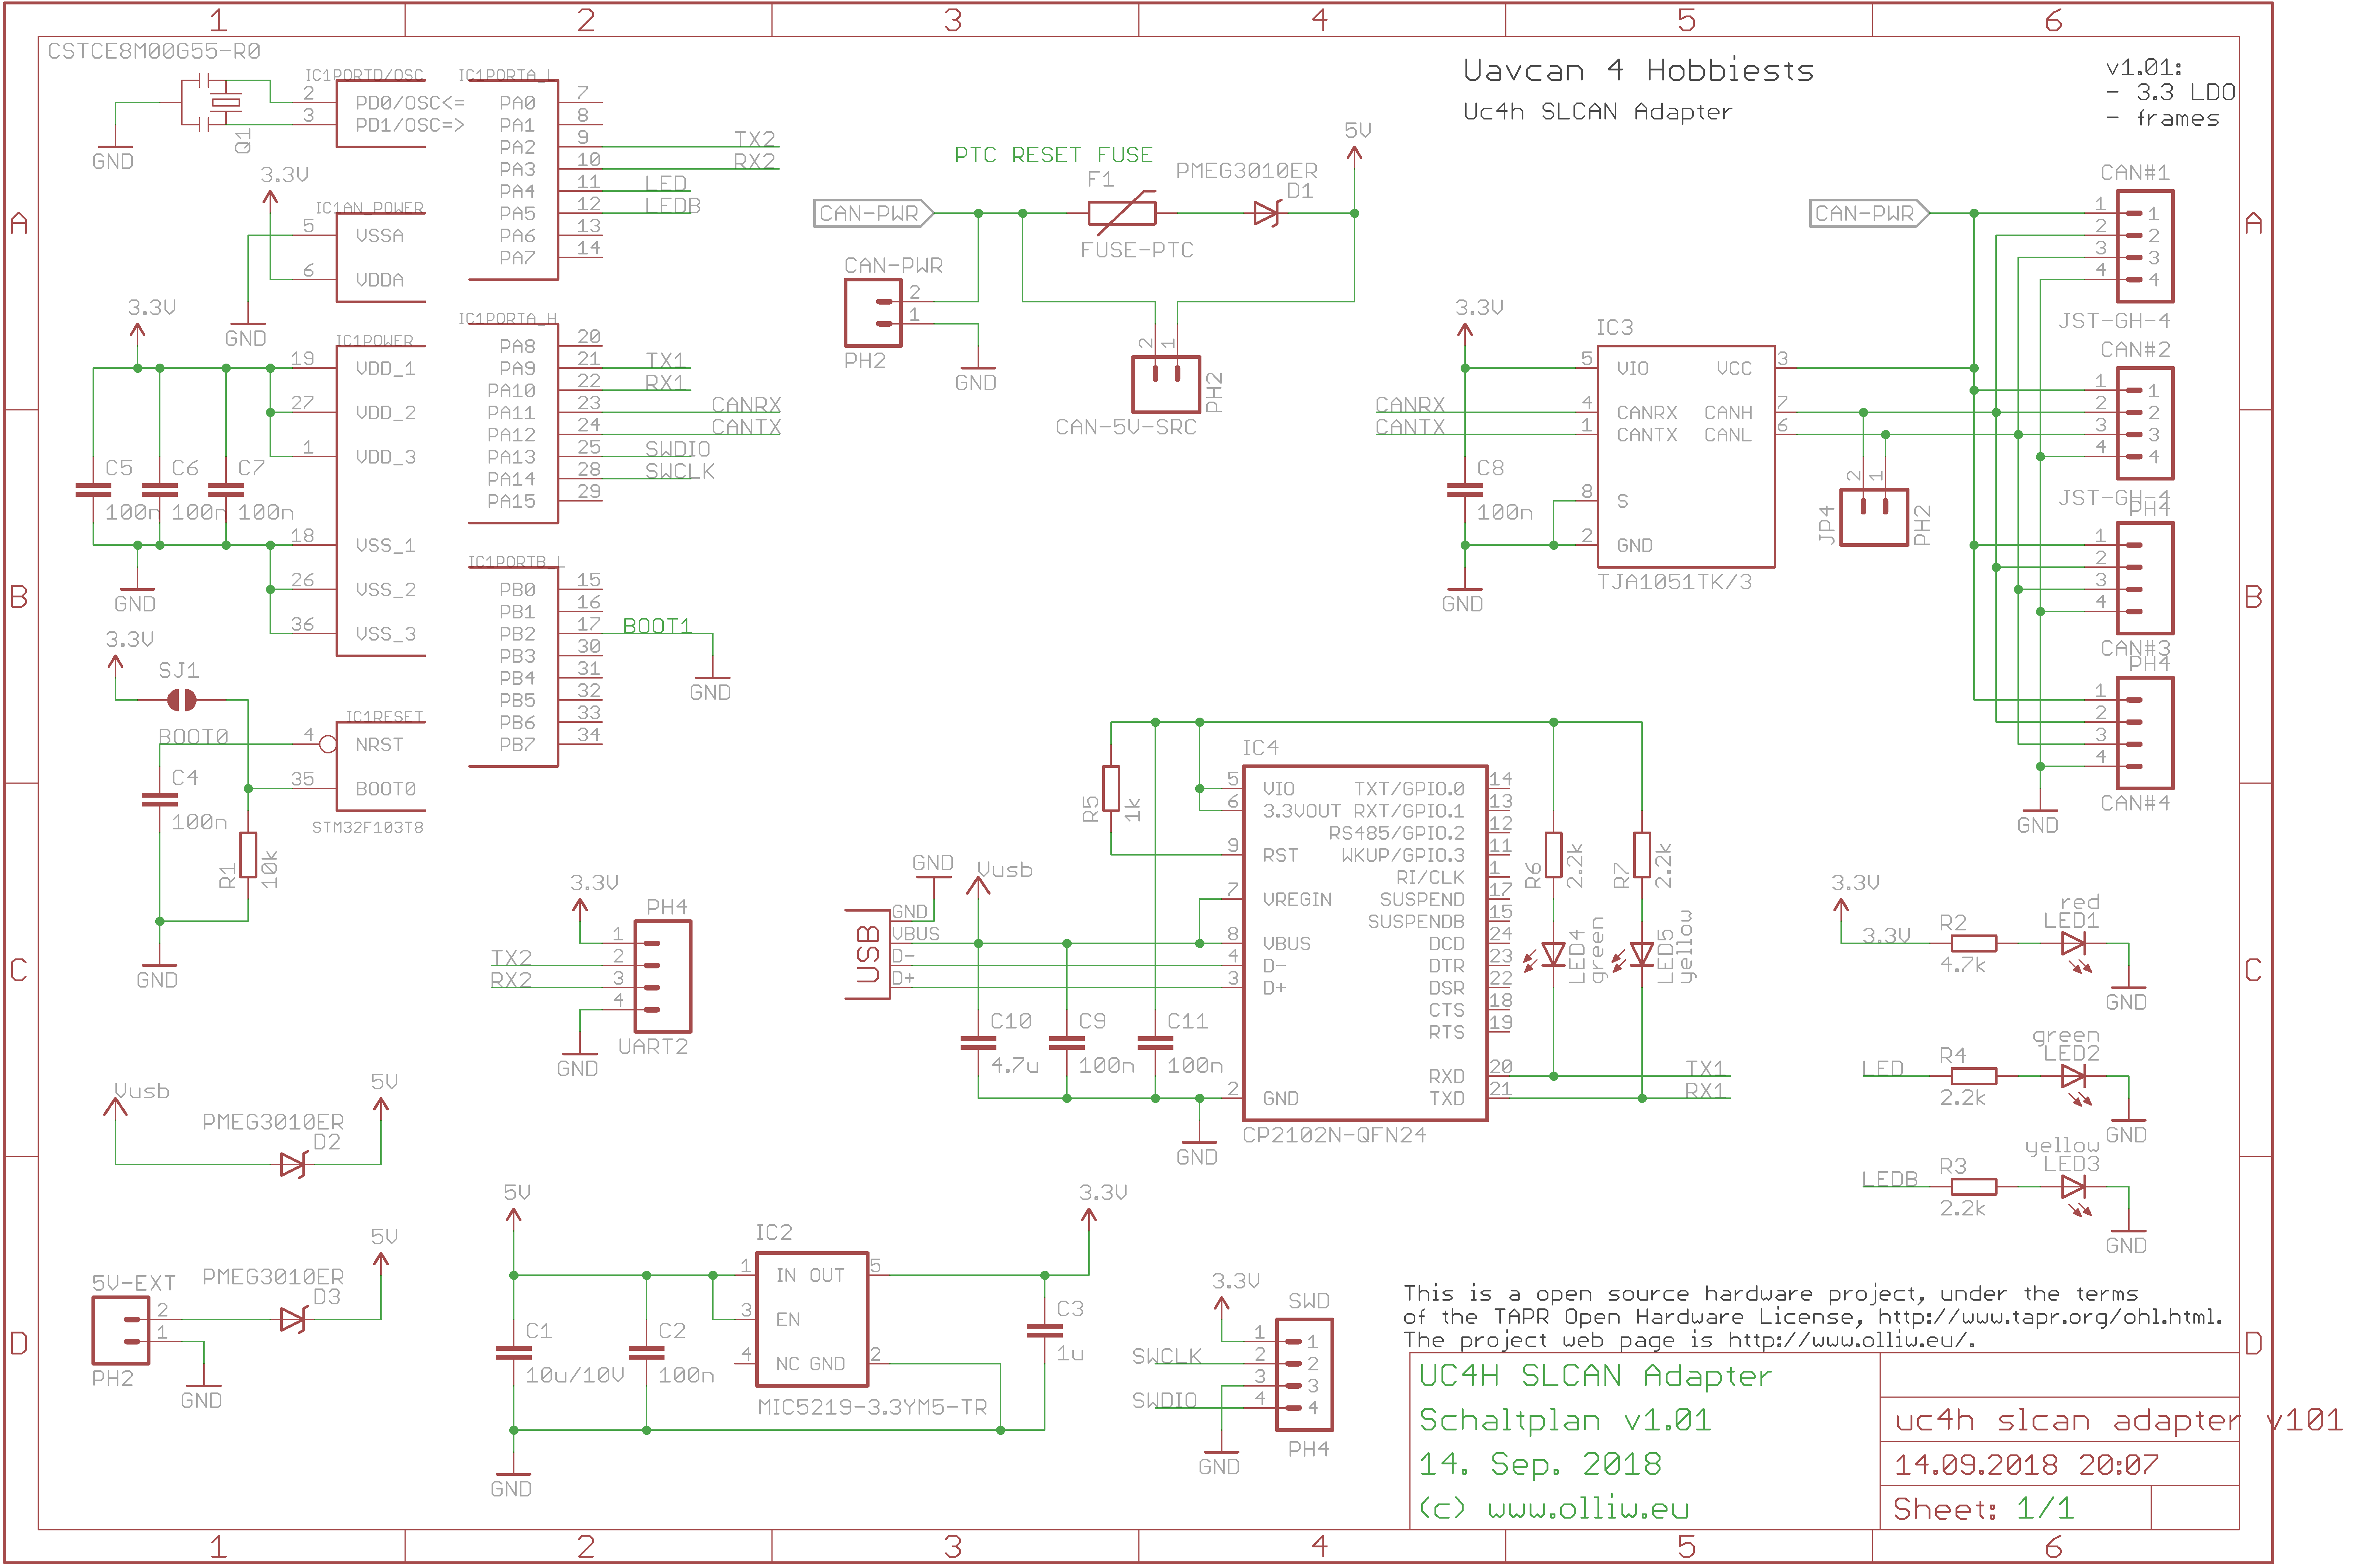 1 2 3 4 5 6
CSTCE8M00G55-R0
Q1
GND
IC1PORTD/OSC
2 PD0/OSC<=
3 PD1/OSC=>
3.3V
IC1AN_POWER
5 VSSA
6 VDDA
GND
3.3V
IC1POWER
19 VDD_1
27 VDD_2
1 VDD_3
18 VSS_1
26 VSS_2
36 VSS_3
C5 C6 C7
100n 100n 100n
GND
3.3V
SJ1
BOOT0
IC1RESET
4 NRST
35 BOOT0
STM32F103T8
C4
100n
R1
10k
GND
IC1PORTA_L
PA0 7
PA1 8
PA2 9 TX2
PA3 10 RX2
PA4 11 LED
PA5 12 LEDB
PA6 13
PA7 14
IC1PORTA_H
PA8 20
PA9 21 TX1
PA10 22 RX1
PA11 23 CANRX
PA12 24 CANTX
PA13 25 SWDIO
PA14 28 SWCLK
PA15 29
IC1PORTB_L
PB0 15
PB1 16
PB2 17 BOOT1
PB3 30
PB4 31
PB5 32
PB6 33
PB7 34
GND
PTC RESET FUSE
F1
FUSE-PTC
PMEG3010ER
D1
5V
CAN-PWR
CAN-PWR
2
1
PH2
GND
2 1
PH2
CAN-5V-SRC
Uavcan 4 Hobbiests
Uc4h SLCAN Adapter
v1.01:
- 3.3 LDO
- frames
CAN-PWR
3.3V
IC3
5 VIO VCC 3
CANRX 4 CANRX CANH 7
CANTX 1 CANTX CANL 6
8 S
2 GND
TJA1051TK/3
C8
100n
GND
2 1
JP4
PH2
CAN#1
1 1
2 2
3 3
4 4
JST-GH-4
CAN#2
1 1
2 2
3 3
4 4
JST-GH-4
PH4
1
2
3
4
CAN#3
PH4
1
2
3
4
CAN#4
GND
IC4
5 VIO TXT/GPIO.0 14
6 3.3VOUT RXT/GPIO.1 13
RS485/GPIO.2 12
9 RST WKUP/GPIO.3 11
RI/CLK 1
7 VREGIN SUSPEND 17
SUSPENDB 15
8 VBUS DCD 24
4 D- DTR 23
3 D+ DSR 22
CTS 18
RTS 19
RXD 20 TX1
2 GND TXD 21 RX1
CP2102N-QFN24
GND
R5
1k
R6
2.2k
R7
2.2k
LED4
green
LED5
yellow
GND
Vusb
USB
GND
VBUS
D-
D+
C10 C9 C11
4.7u 100n 100n
3.3V
PH4
1
TX2 2
RX2 3
4
UART2
GND
3.3V
3.3V
R2
4.7k
red
LED1
GND
LED
R4
2.2k
green
LED2
GND
LEDB
R3
2.2k
yellow
LED3
GND
Vusb
PMEG3010ER
D2
5V
5V-EXT
2
1
PH2
PMEG3010ER
D3
5V
GND
5V
IC2
1 IN OUT 5
3 EN
4 NC GND 2
MIC5219-3.3YM5-TR
C1
10u/10V
C2
100n
C3
1u
3.3V
GND
3.3V
SWD
1 1
SWCLK 2 2
3 3
SWDIO 4 4
PH4
GND
This is a open source hardware project, under the terms
of the TAPR Open Hardware License, http://www.tapr.org/ohl.html.
The project web page is http://www.olliw.eu/.
UC4H SLCAN Adapter
Schaltplan v1.01
14. Sep. 2018
(c) www.olliw.eu
uc4h slcan adapter v101
14.09.2018 20:07
Sheet: 1/1
A A
B B
C C
D D
1 2 3 4 5 6